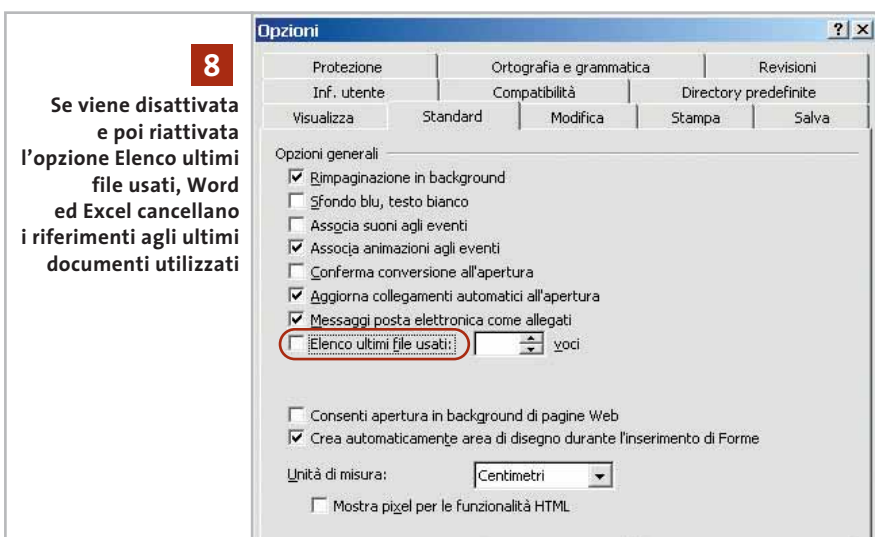 8
Se viene disattivata
e poi riattivata
l'opzione Elenco ultimi
file usati, Word
ed Excel cancellano
i riferimenti agli ultimi
documenti utilizzati
Opzioni
Protezione Ortografia e grammatica Revisioni
Inf. utente Compatibilità Directory predefinite
Visualizza Standard Modifica Stampa Salva
Opzioni generali
Rimpaginazione in background
Sfondo blu, testo bianco
Associa suoni agli eventi
Associa animazioni agli eventi
Conferma conversione all'apertura
Aggiorna collegamenti automatici all'apertura
Messaggi posta elettronica come allegati
Elenco ultimi file usati: voci
Consenti apertura in background di pagine Web
Crea automaticamente area di disegno durante l'inserimento di Forme
Unità di misura: Centimetri
Mostra pixel per le funzionalità HTML